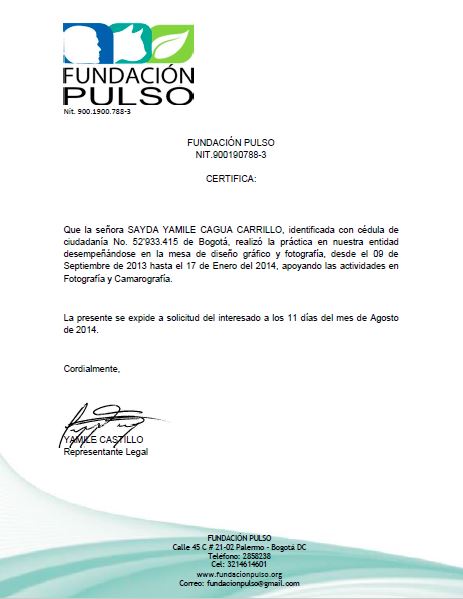 FUNDACIÓN
PULSO
Nit. 900.1900.788-3
FUNDACIÓN PULSO
NIT.900190788-3
CERTIFICA:
Que la señora SAYDA YAMILE CAGUA CARRILLO, identificada con cédula de
ciudadanía No. 52'933.415 de Bogotá, realizó la práctica en nuestra entidad
desempeñándose en la mesa de diseño gráfico y fotografía, desde el 09 de
Septiembre de 2013 hasta el 17 de Enero del 2014, apoyando las actividades en
Fotografía y Camarografía.
La presente se expide a solicitud del interesado a los 11 días del mes de Agosto
de 2014.
Cordialmente,
YAMILE CASTILLO
Representante Legal
FUNDACIÓN PULSO
Calle 45 C # 21-02 Palermo - Bogotá DC
Teléfono: 2858238
Cel: 3214614601
www.fundacionpulso.org
Correo: fundacionpulso@gmail.com